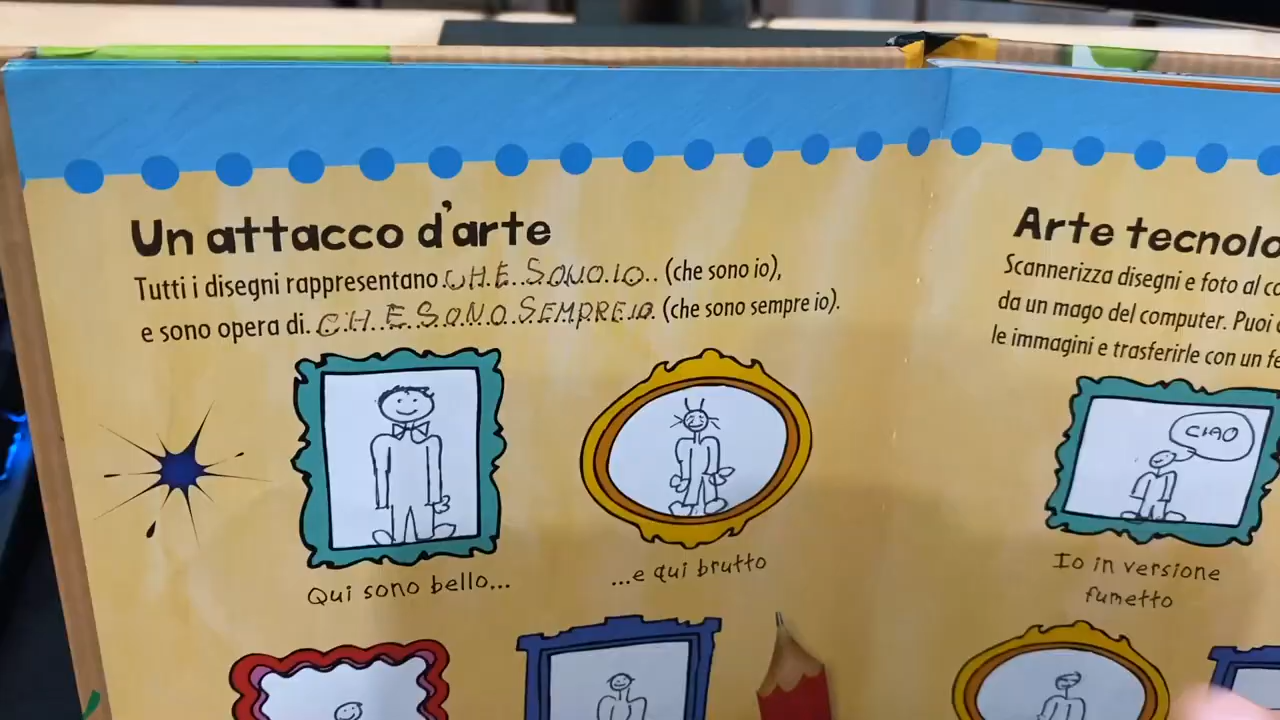 Un attacco d'arte
Tutti i disegni rappresentano CHE SONO IO (che sono io),
e sono opera di. CHE SONO SEMPRE IO. (che sono sempre io).
Qui sono bello...
...e qui brutto
Arte tecnolo
Scannerizza disegni e foto al co
da un mago del computer. Puoi
le immagini e trasferirle con un fe
CIAO
Io in versione
fumetto